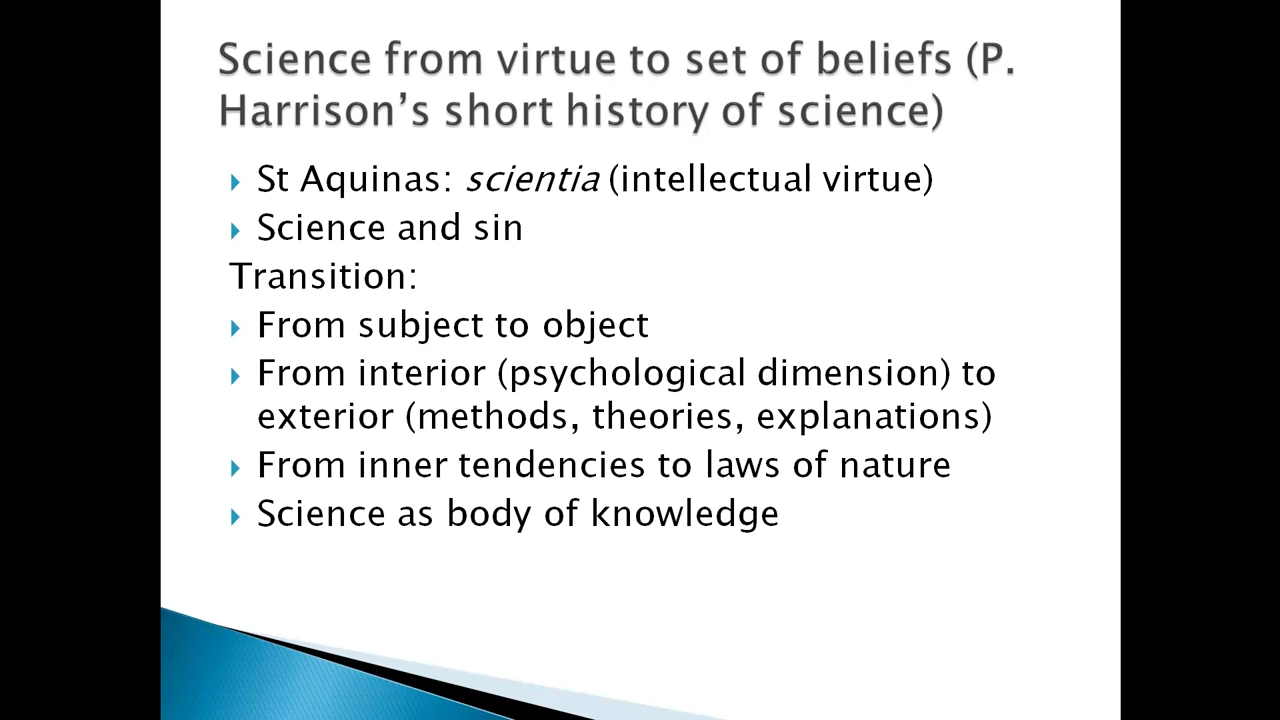 Science from virtue to set of beliefs (P.
Harrison’s short history of science)
St Aquinas: scientia (intellectual virtue)
Science and sin
Transition:
From subject to object
From interior (psychological dimension) to
exterior (methods, theories, explanations)
From inner tendencies to laws of nature
Science as body of knowledge